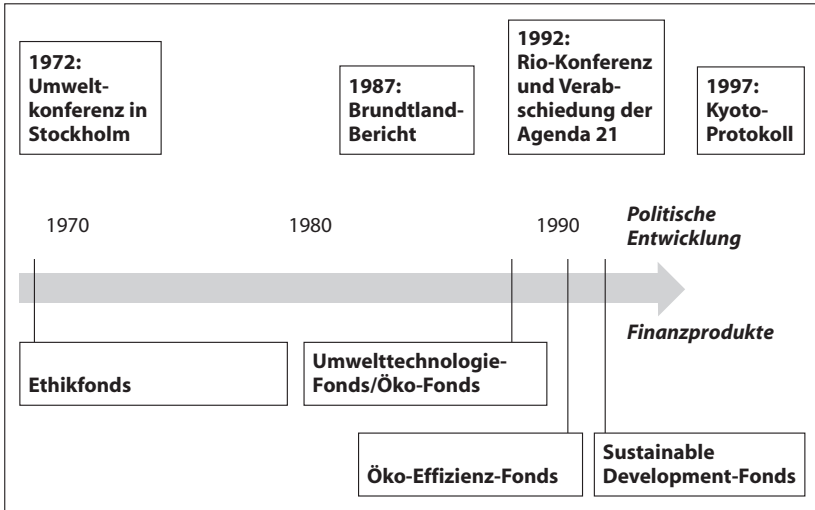 1972:
Umwelt-
konferenz in
Stockholm
1987:
Brundtland-
Bericht
1992:
Rio-Konferenz
und Verab-
schiedung der
Agenda 21
1997:
Kyoto-
Protokoll
1970
1980
1990
Politische
Entwicklung
Finanzprodukte
Ethikfonds
Umwelttechnologie-
Fonds/Öko-Fonds
Öko-Effizienz-Fonds
Sustainable
Development-Fonds